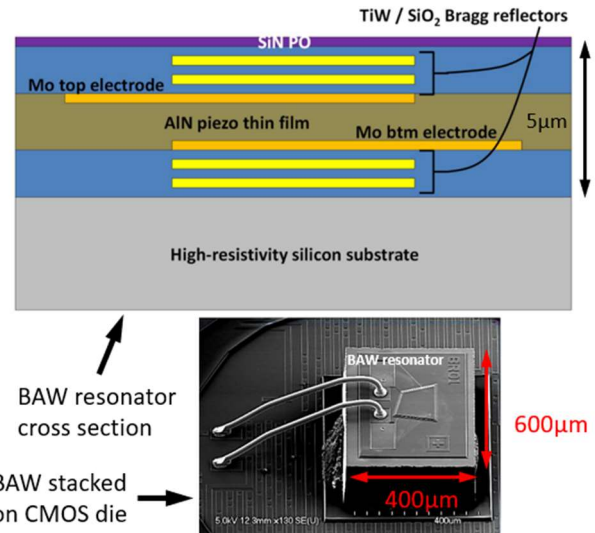 TiW / SiO₂ Bragg reflectors
SiN PO
Mo top electrode
AlN piezo thin film
Mo btm electrode
5μm
High-resistivity silicon substrate
BAW resonator
cross section
BAW resonator
600μm
400μm
BAW stacked
on CMOS die
5.0kV 12.3mm x130 SE(U)
400um